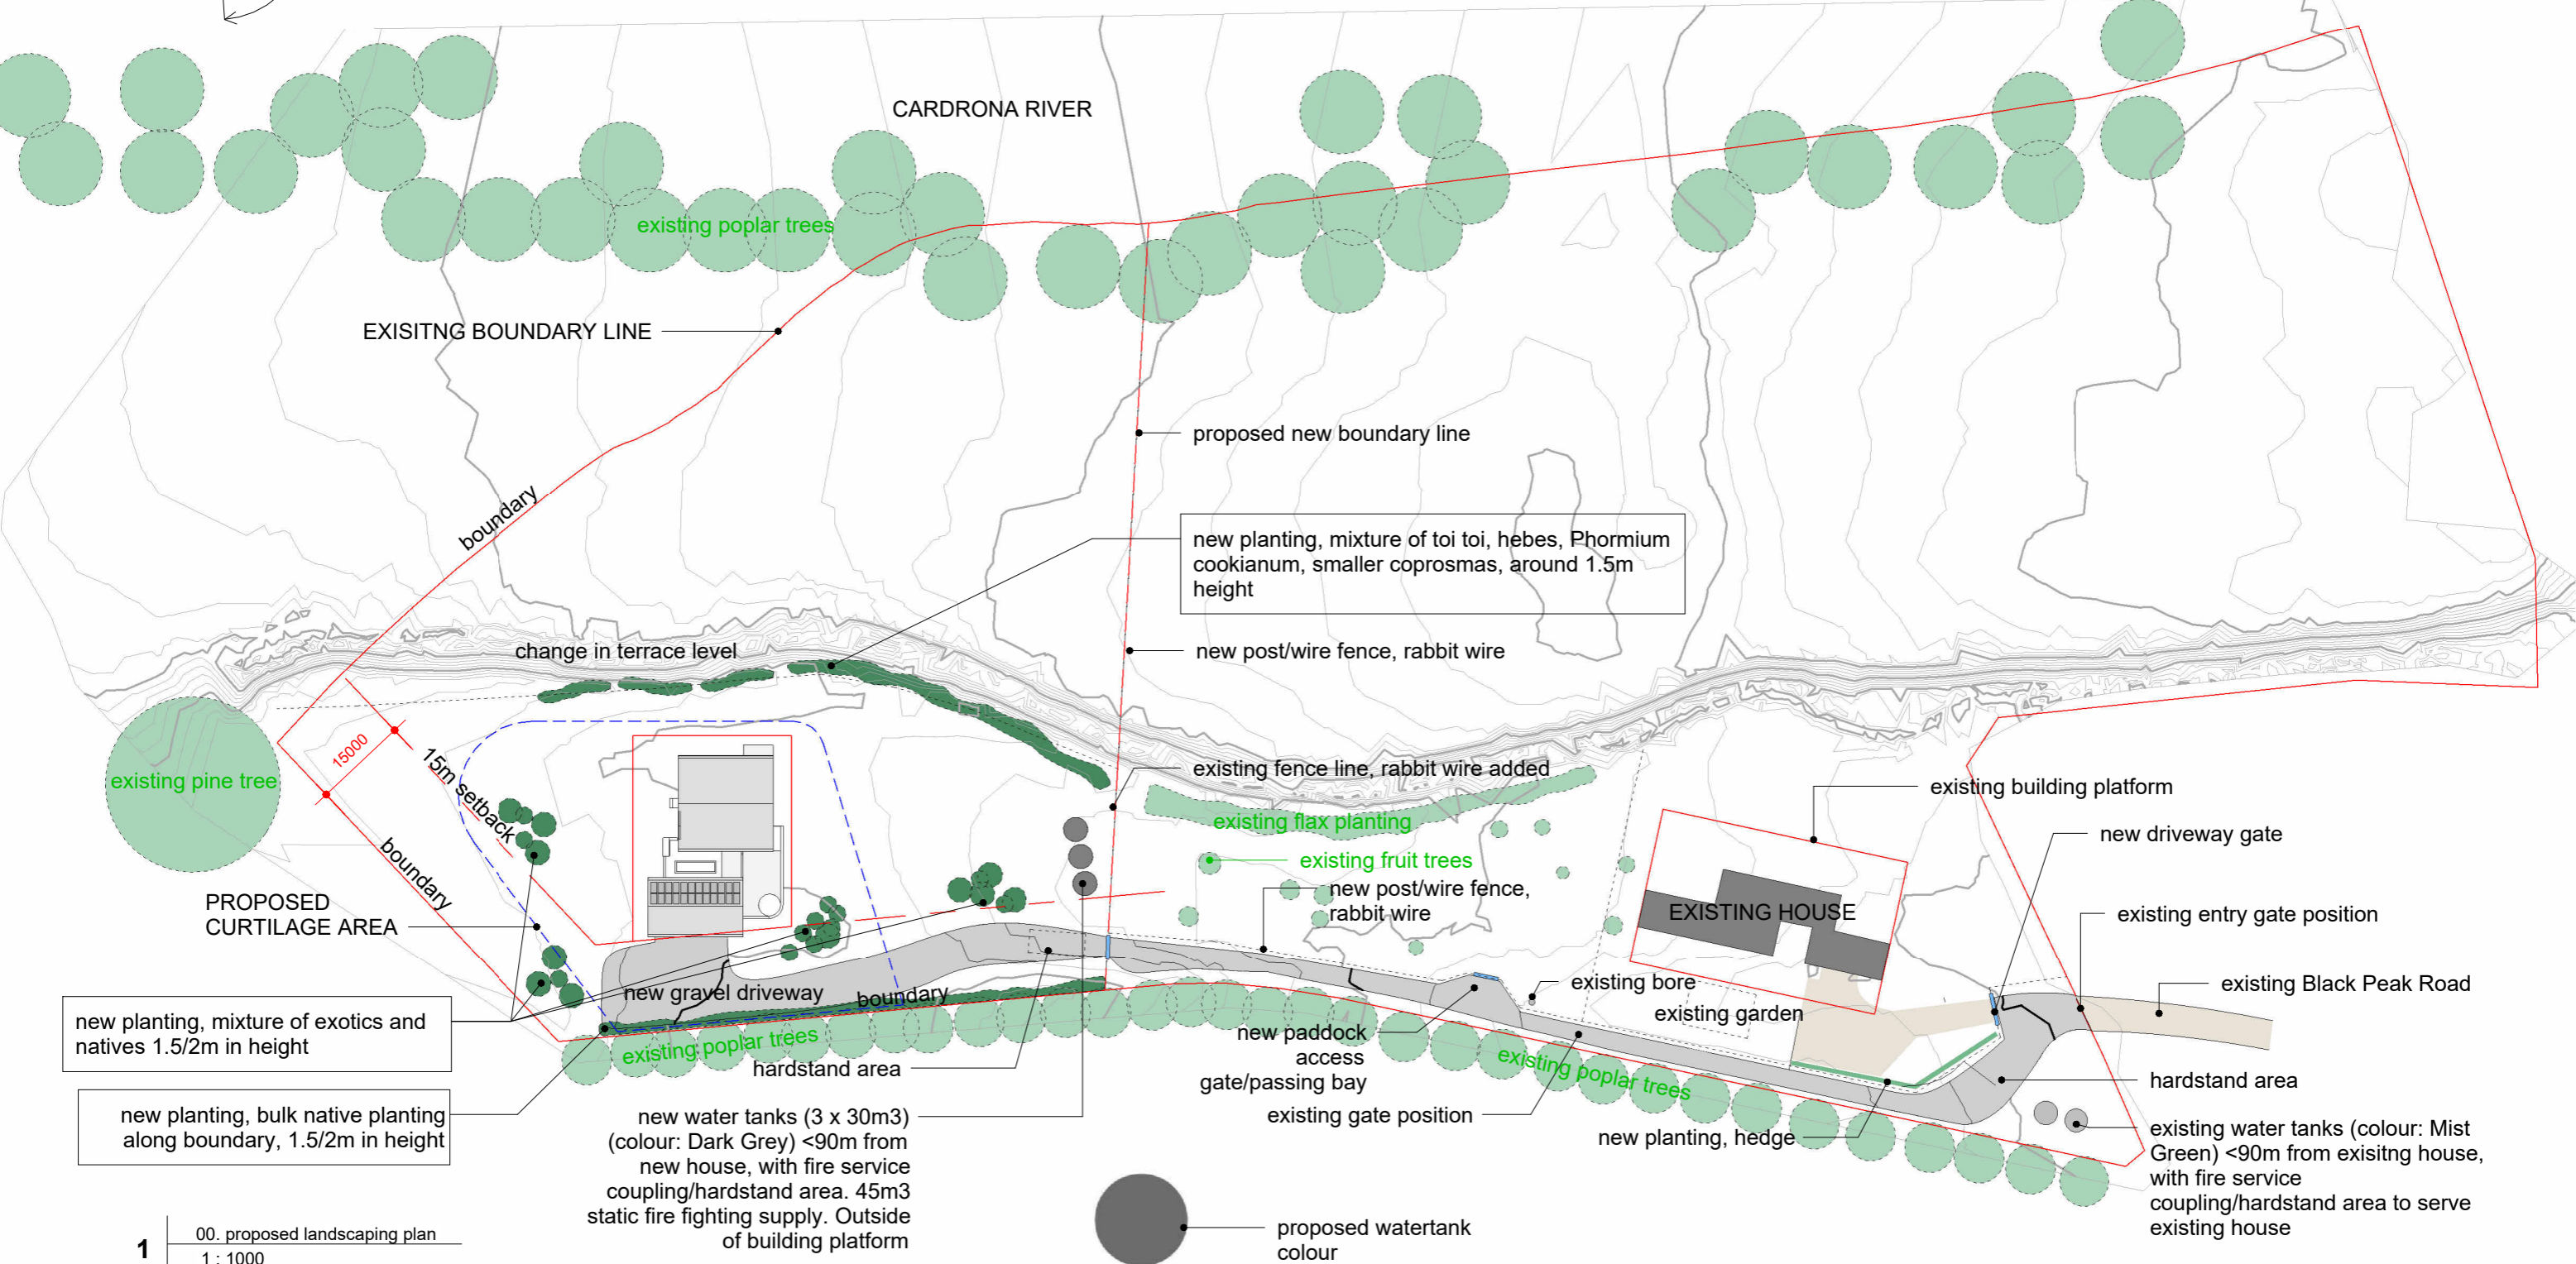 CARDRONA RIVER
existing poplar trees
EXISITNG BOUNDARY LINE
proposed new boundary line
boundary
new planting, mixture of toi toi, hebes, Phormium
cookianum, smaller coprosmas, around 1.5m
height
change in terrace level
new post/wire fence, rabbit wire
existing pine tree
15000
15m setback
boundary
existing fence line, rabbit wire added
existing flax planting
existing fruit trees
new post/wire fence,
rabbit wire
existing building platform
new driveway gate
EXISTING HOUSE
existing entry gate position
PROPOSED
CURTILAGE AREA
existing bore
existing garden
existing Black Peak Road
new gravel driveway
boundary
new planting, mixture of exotics and
natives 1.5/2m in height
existing poplar trees
hardstand area
new paddock
access
gate/passing bay
existing poplar trees
hardstand area
new planting, bulk native planting
along boundary, 1.5/2m in height
new water tanks (3 x 30m3)
(colour: Dark Grey) <90m from
new house, with fire service
coupling/hardstand area. 45m3
static fire fighting supply. Outside
of building platform
existing gate position
new planting, hedge
existing water tanks (colour: Mist
Green) <90m from exisitng house,
with fire service
coupling/hardstand area to serve
existing house
proposed watertank
colour
1
00. proposed landscaping plan
1 : 1000